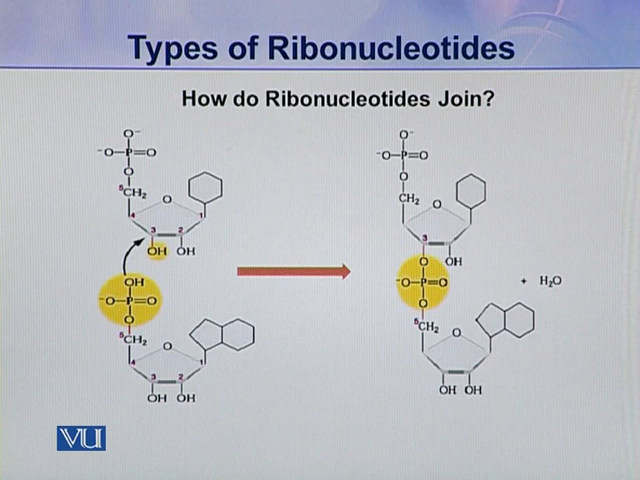 Types of Ribonucleotides
How do Ribonucleotides Join?
O⁻
⁻O–P=O
O
⁵CH₂
O
4
1
3
2
OH
OH
OH
⁻O–P=O
O
⁵CH₂
O
4
1
3
2
OH
OH
O⁻
⁻O–P=O
O
CH₂
O
3
O
OH
⁻O–P=O
O
⁵CH₂
O
OH
OH
+ H₂O
VU